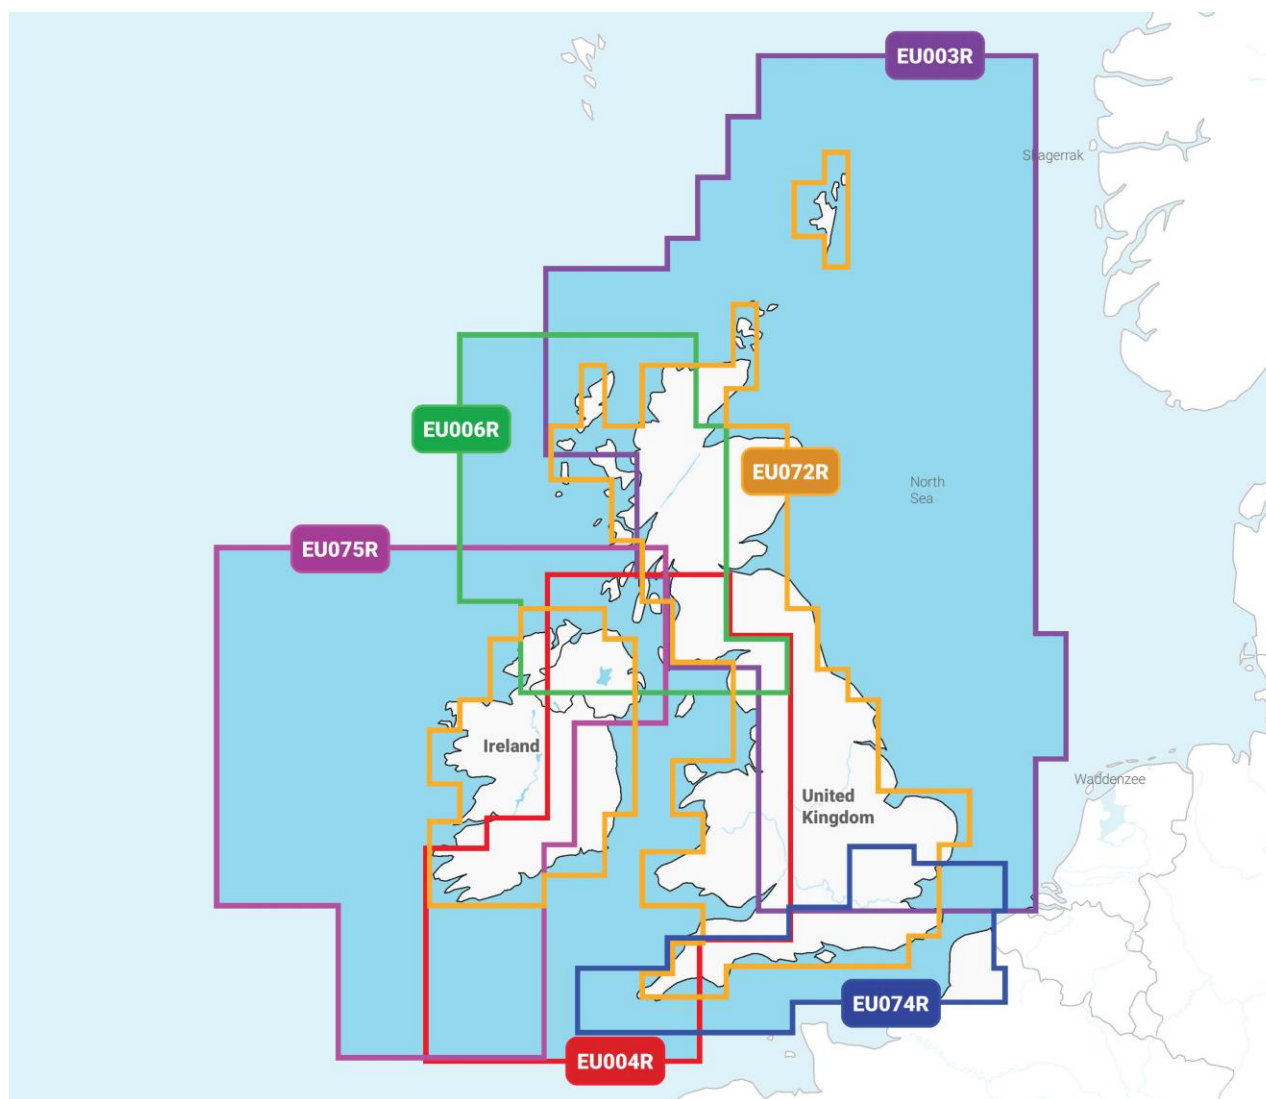 EU003R
Skagerrak
EU006R
EU072R
North
Sea
EU075R
Ireland
Waddenzee
United
Kingdom
EU074R
EU004R